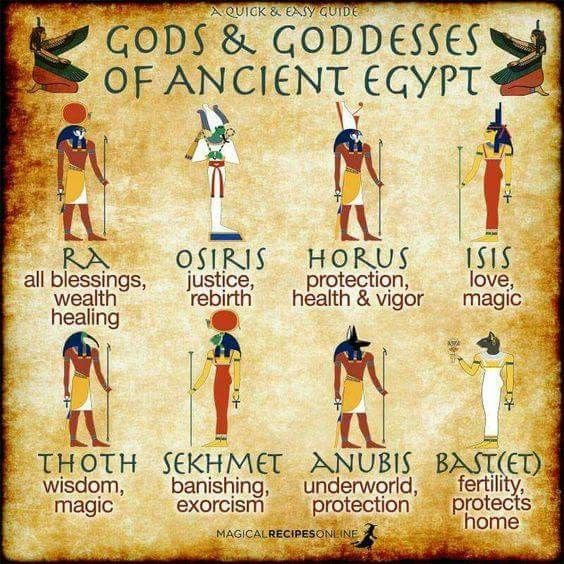 A QUICK & EASY GUIDE
GODS & GODDESSES
OF ANCIENT EGYPT
RA
all blessings,
wealth
healing
OSIRIS
justice,
rebirth
HORUS
protection,
health & vigor
ISIS
love,
magic
THOTH
wisdom,
magic
SEKHMET
banishing,
exorcism
ANUBIS
underworld,
protection
BAST(ET)
fertility,
protects
home
MAGICALRECIPESONLINE